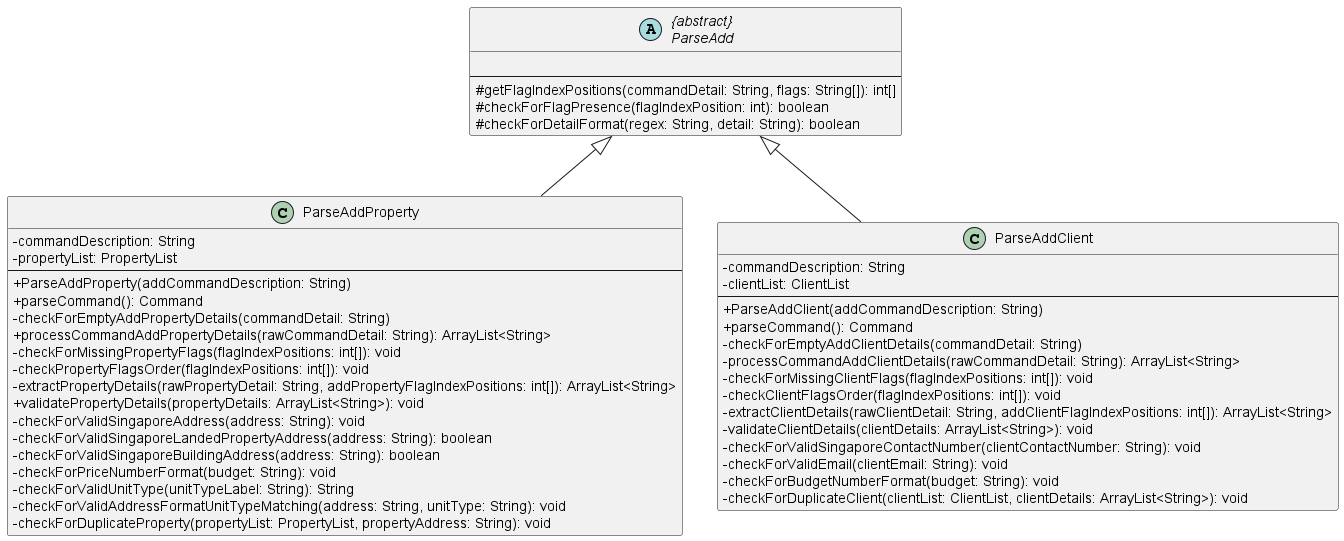 A
{abstract}
ParseAdd
#getFlagIndexPositions(commandDetail: String, flags: String[]): int[]
#checkForFlagPresence(flagIndexPosition: int): boolean
#checkForDetailFormat(regex: String, detail: String): boolean
C ParseAddProperty
-commandDescription: String
-propertyList: PropertyList
+ParseAddProperty(addCommandDescription: String)
+parseCommand(): Command
-checkForEmptyAddPropertyDetails(commandDetail: String)
+processCommandAddPropertyDetails(rawCommandDetail: String): ArrayList<String>
-checkForMissingPropertyFlags(flagIndexPositions: int[]): void
-checkPropertyFlagsOrder(flagIndexPositions: int[]): void
-extractPropertyDetails(rawPropertyDetail: String, addPropertyFlagIndexPositions: int[]): ArrayList<String>
+validatePropertyDetails(propertyDetails: ArrayList<String>): void
-checkForValidSingaporeAddress(address: String): void
-checkForValidSingaporeLandedPropertyAddress(address: String): boolean
-checkForValidSingaporeBuildingAddress(address: String): boolean
-checkForPriceNumberFormat(budget: String): void
-checkForValidUnitType(unitTypeLabel: String): String
-checkForValidAddressFormatUnitTypeMatching(address: String, unitType: String): void
-checkForDuplicateProperty(propertyList: PropertyList, propertyAddress: String): void
C ParseAddClient
-commandDescription: String
-clientList: ClientList
+ParseAddClient(addCommandDescription: String)
+parseCommand(): Command
-checkForEmptyAddClientDetails(commandDetail: String)
-processCommandAddClientDetails(rawCommandDetail: String): ArrayList<String>
-checkForMissingClientFlags(flagIndexPositions: int[]): void
-checkClientFlagsOrder(flagIndexPositions: int[]): void
-extractClientDetails(rawClientDetail: String, addClientFlagIndexPositions: int[]): ArrayList<String>
-validateClientDetails(clientDetails: ArrayList<String>): void
-checkForValidSingaporeContactNumber(clientContactNumber: String): void
-checkForValidEmail(clientEmail: String): void
-checkForBudgetNumberFormat(budget: String): void
-checkForDuplicateClient(clientList: ClientList, clientDetails: ArrayList<String>): void